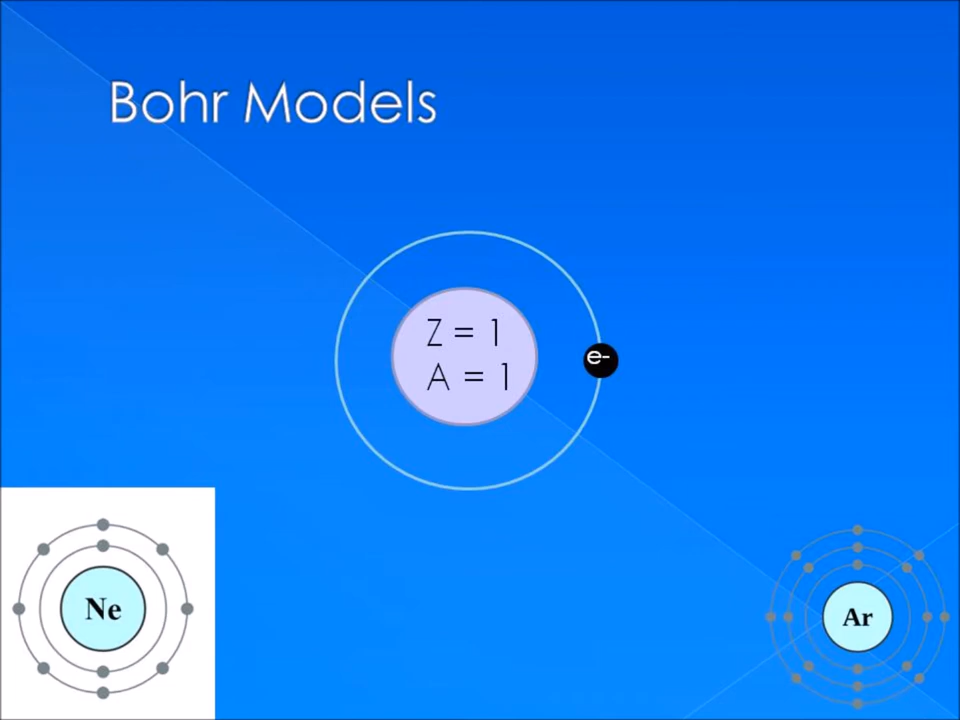 Bohr Models
Z = 1
A = 1
e-
Ne
Ar